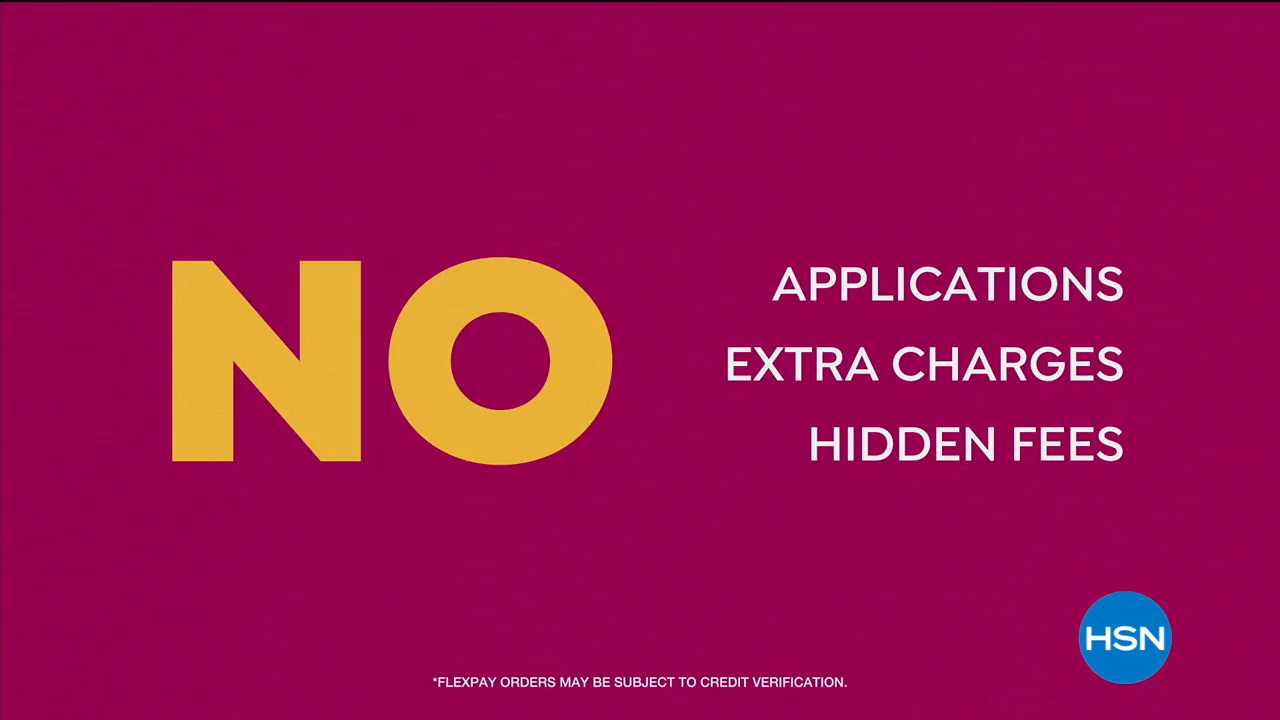 NO
APPLICATIONS
EXTRA CHARGES
HIDDEN FEES
HSN
*FLEXPAY ORDERS MAY BE SUBJECT TO CREDIT VERIFICATION.